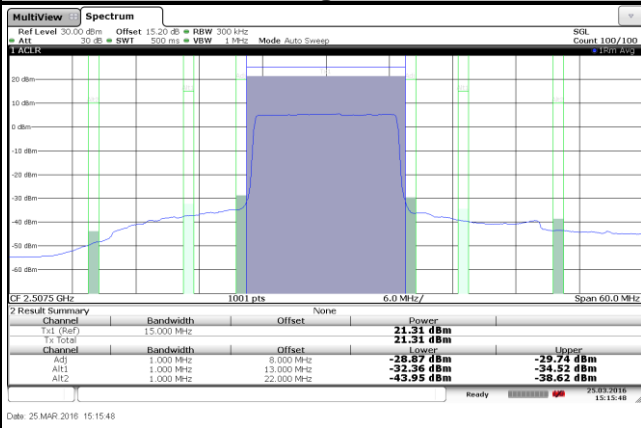 MultiView Spectrum
Ref Level 30.00 dBm Offset 15.20 dB RBW 300 kHz SGL
Att 30 dB SWT 500 ms VBW 1 MHz Mode Auto Sweep Count 100/100
1 ACLR 1Rm Avg
20 dBm
10 dBm
0 dBm
-10 dBm
-20 dBm
-30 dBm
-40 dBm
-50 dBm
-60 dBm
CF 2.5075 GHz 1001 pts 6.0 MHz/ Span 60.0 MHz
2 Result Summary None
Channel Bandwidth Offset Power
Tx1 (Ref) 15.000 MHz 21.31 dBm
Tx Total 21.31 dBm
Channel Bandwidth Offset Lower Upper
Adj 1.000 MHz 8.000 MHz -28.87 dBm -29.74 dBm
Alt1 1.000 MHz 13.000 MHz -32.36 dBm -34.52 dBm
Alt2 1.000 MHz 22.000 MHz -43.95 dBm -38.62 dBm
Ready 25.03.2016
15:15:48
Date: 25.MAR.2016 15:15:48